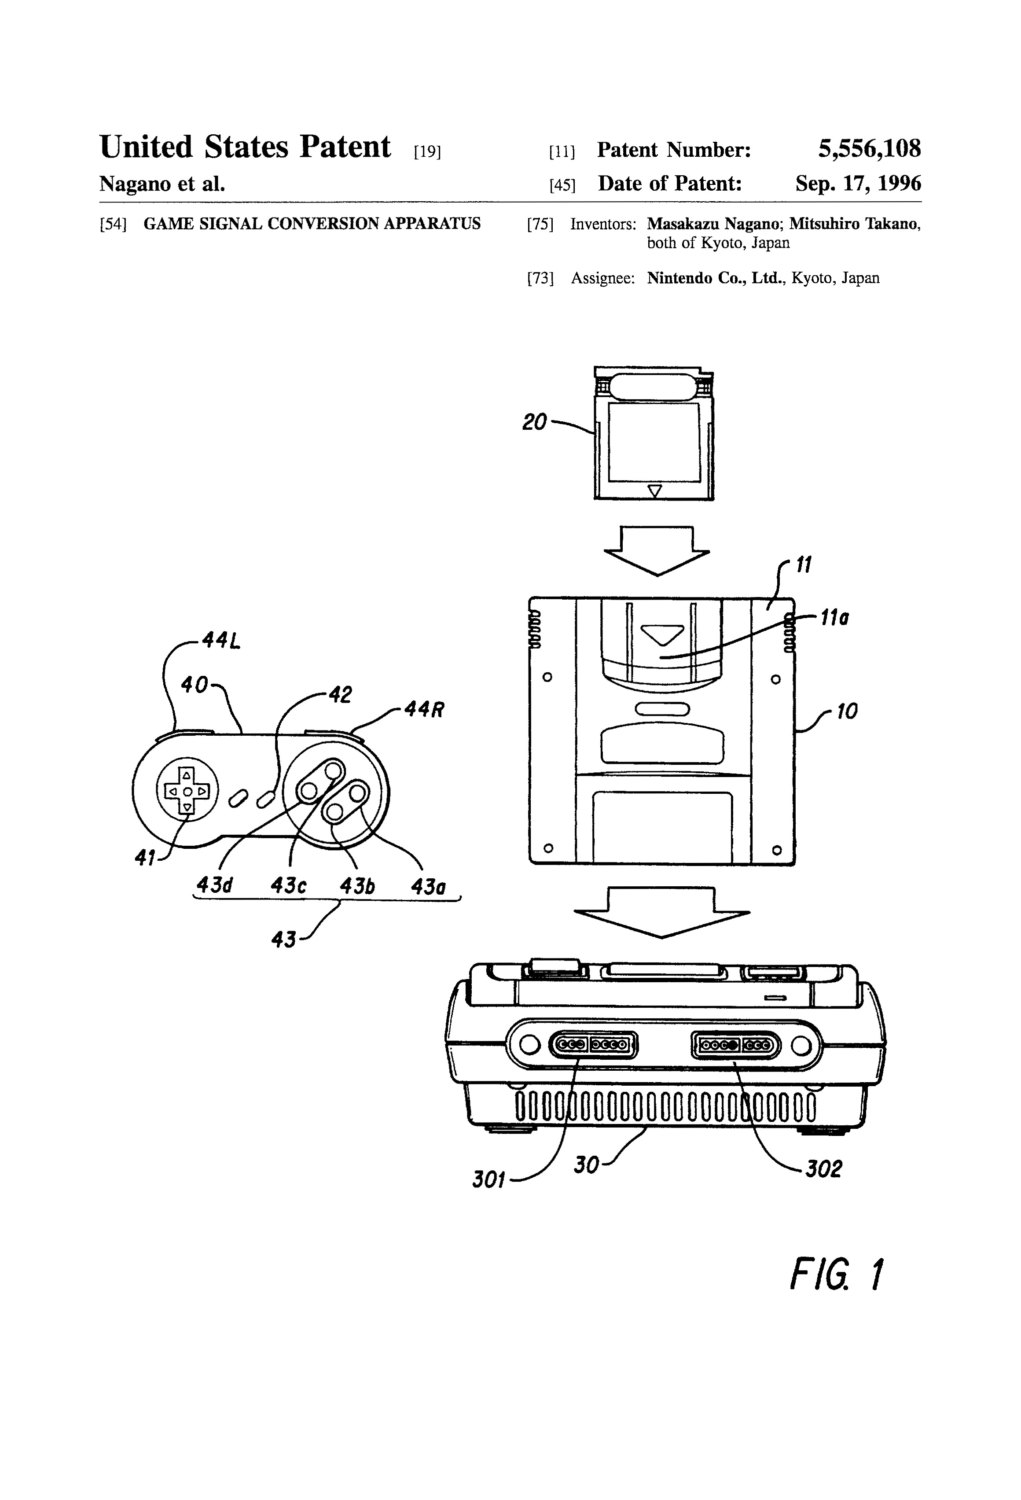 United States Patent [19]
Nagano et al.
[11] Patent Number: 5,556,108
[45] Date of Patent: Sep. 17, 1996
[54] GAME SIGNAL CONVERSION APPARATUS
[75] Inventors: Masakazu Nagano; Mitsuhiro Takano,
both of Kyoto, Japan
[73] Assignee: Nintendo Co., Ltd., Kyoto, Japan
20
11
11a
44L
40
42
44R
10
41
43d 43c 43b 43a
43
301
30
302
FIG. 1